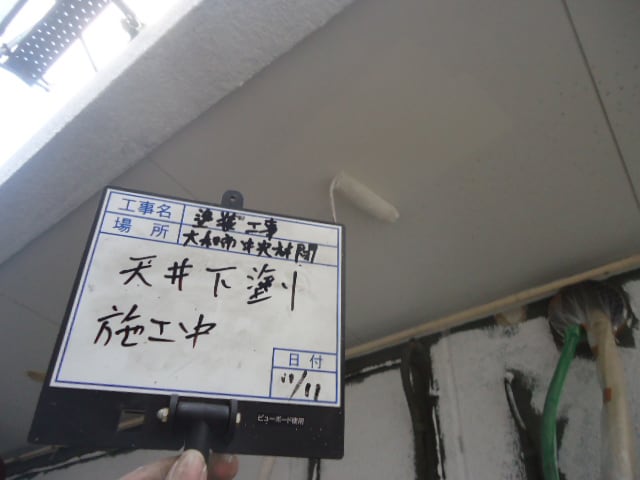 工事名 塗装工事
場所 大和市中央林間
天井下塗り
施工中
日付
11/11
ビューボード使用